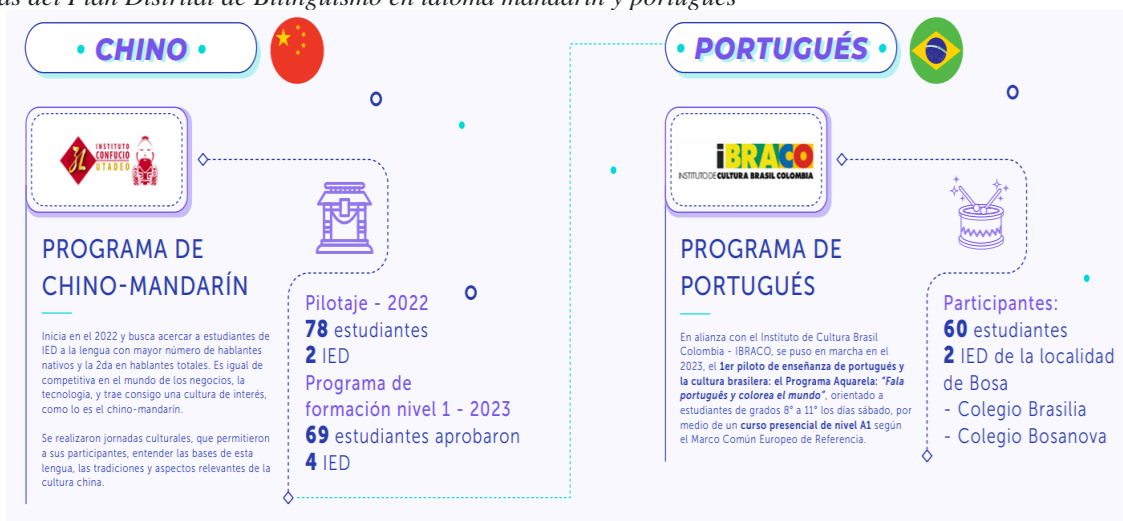 as del Plan Distrital de Bilingüismo en idioma mandarín y portugués
CHINO
INSTITUTO
CONFUCIO
UTADEO
PROGRAMA DE
CHINO-MANDARÍN
Inicia en el 2022 y busca acercar a estudiantes de
IED a la lengua con mayor número de hablantes
nativos y la 2da en hablantes totales. Es igual de
competitiva en el mundo de los negocios, la
tecnología, y trae consigo una cultura de interés,
como lo es el chino-mandarín.
Se realizaron jornadas culturales, que permitieron
a sus participantes, entender las bases de esta
lengua, las tradiciones y aspectos relevantes de la
cultura china.
Pilotaje - 2022
78 estudiantes
2 IED
Programa de
formación nivel 1 - 2023
69 estudiantes aprobaron
4 IED
PORTUGUÉS
iBRACO
INSTITUTO DE CULTURA BRASIL COLOMBIA
PROGRAMA DE
PORTUGUÉS
En alianza con el Instituto de Cultura Brasil
Colombia - IBRACO, se puso en marcha en el
2023, el 1er piloto de enseñanza de portugués y
la cultura brasilera: el Programa Aquarela: "Fala
portugués y colorea el mundo", orientado a
estudiantes de grados 8° a 11° los días sábado, por
medio de un curso presencial de nivel A1 según
el Marco Común Europeo de Referencia.
Participantes:
60 estudiantes
2 IED de la localidad
de Bosa
- Colegio Brasilia
- Colegio Bosanova